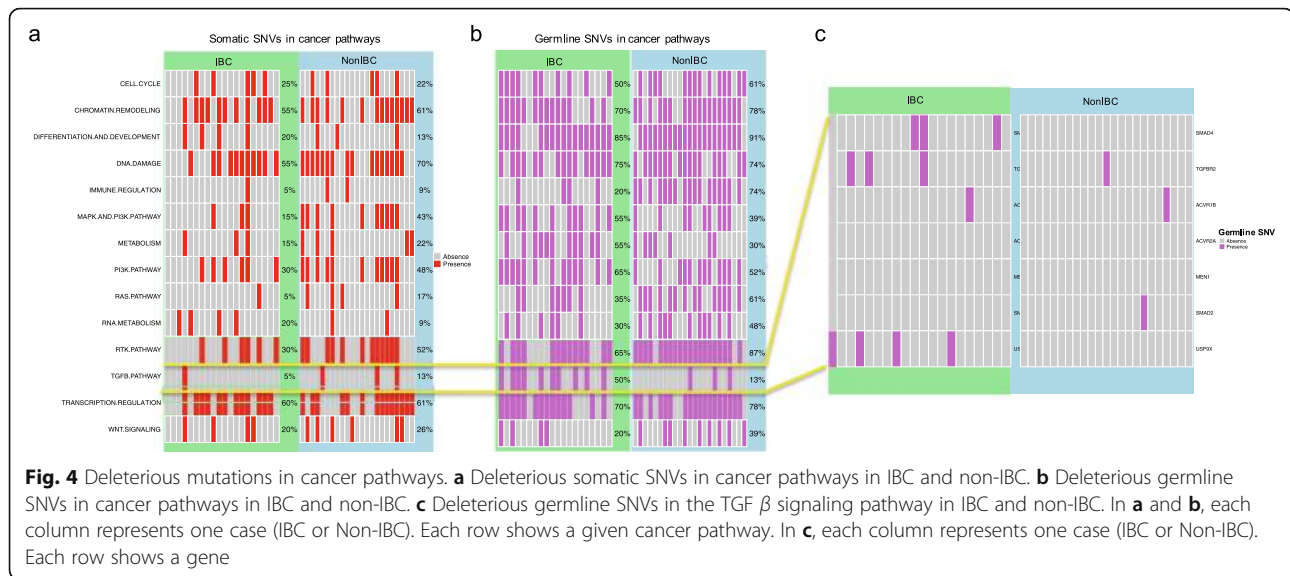 a
Somatic SNVs in cancer pathways
b
Germline SNVs in cancer pathways
c
IBC
NonIBC
IBC
NonIBC
IBC
NonIBC
CELL.CYCLE 25% 22% 50% 61%
CHROMATIN.REMODELING 55% 61% 70% 78%
DIFFERENTIATION.AND.DEVELOPMENT 20% 13% 85% 91%
DNA.DAMAGE 55% 70% 75% 74%
IMMUNE.REGULATION 5% 9% 20% 74%
MAPK.AND.PI3K.PATHWAY 15% 43% 55% 39%
METABOLISM 15% 22% 55% 30%
PI3K.PATHWAY 30% 48% 65% 52%
RAS.PATHWAY 5% 17% 35% 61%
RNA.METABOLISM 20% 9% 30% 48%
RTK.PATHWAY 30% 52% 65% 87%
TGFB.PATHWAY 5% 13% 50% 13%
TRANSCRIPTION.REGULATION 60% 61% 70% 78%
WNT.SIGNALING 20% 26% 20% 39%
Absence
Presence
SM SMAD4
TG TGFBR2
AC ACVR1B
AC ACVR2A
ME MEN1
SM SMAD2
US USP9X
Germline SNV
Absence
Presence
Fig. 4 Deleterious mutations in cancer pathways. a Deleterious somatic SNVs in cancer pathways in IBC and non-IBC. b Deleterious germline
SNVs in cancer pathways in IBC and non-IBC. c Deleterious germline SNVs in the TGF β signaling pathway in IBC and non-IBC. In a and b, each
column represents one case (IBC or Non-IBC). Each row shows a given cancer pathway. In c, each column represents one case (IBC or Non-IBC).
Each row shows a gene